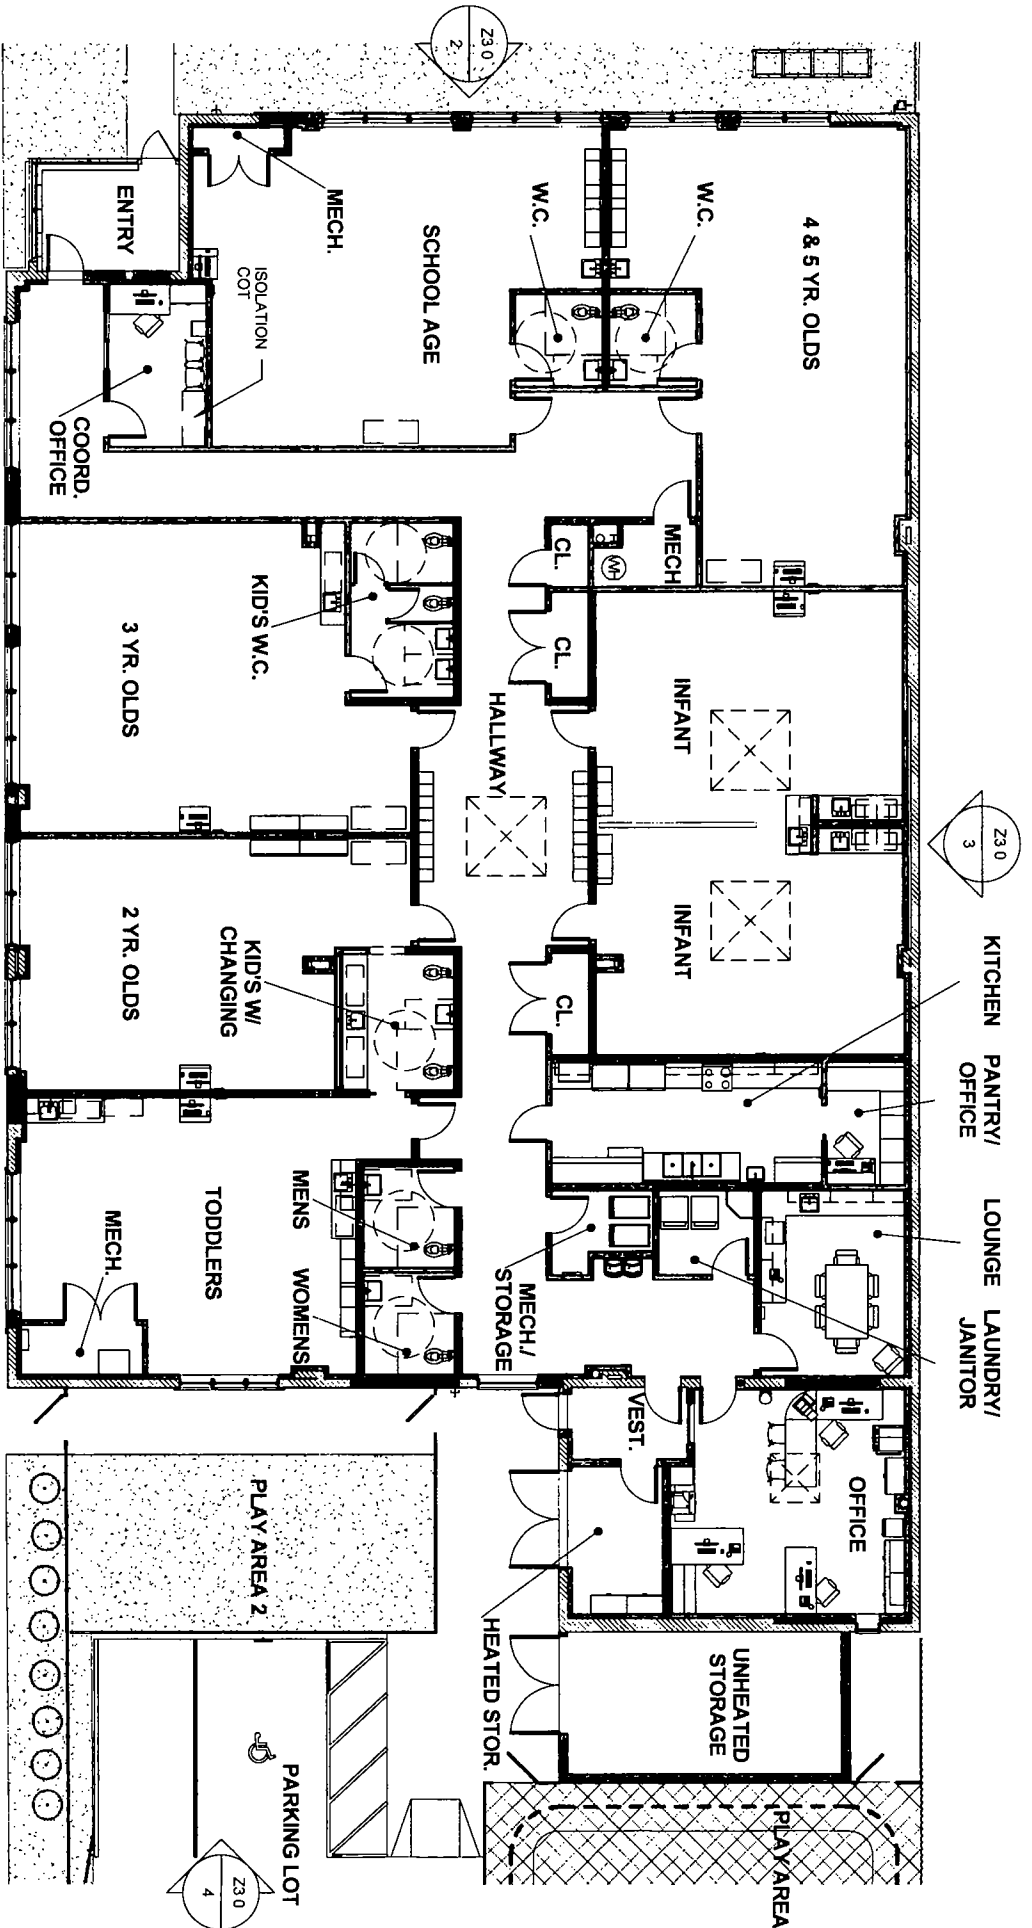 Z3 0
2
Z3 0
3
Z3 0
4
4 & 5 YR. OLDS
W.C.
W.C.
SCHOOL AGE
MECH.
ENTRY
ISOLATION
COT
COORD.
OFFICE
MECH
WH
CL.
CL.
INFANT
INFANT
HALLWAY
KID'S W.C.
3 YR. OLDS
2 YR. OLDS
KID'S W/
CHANGING
CL.
KITCHEN
PANTRY/
OFFICE
LOUNGE
LAUNDRY/
JANITOR
MECH./
STORAGE
MENS
WOMENS
TODDLERS
MECH.
VEST.
OFFICE
HEATED STOR.
UNHEATED
STORAGE
PLAY AREA 2
PARKING LOT
PLAY AREA